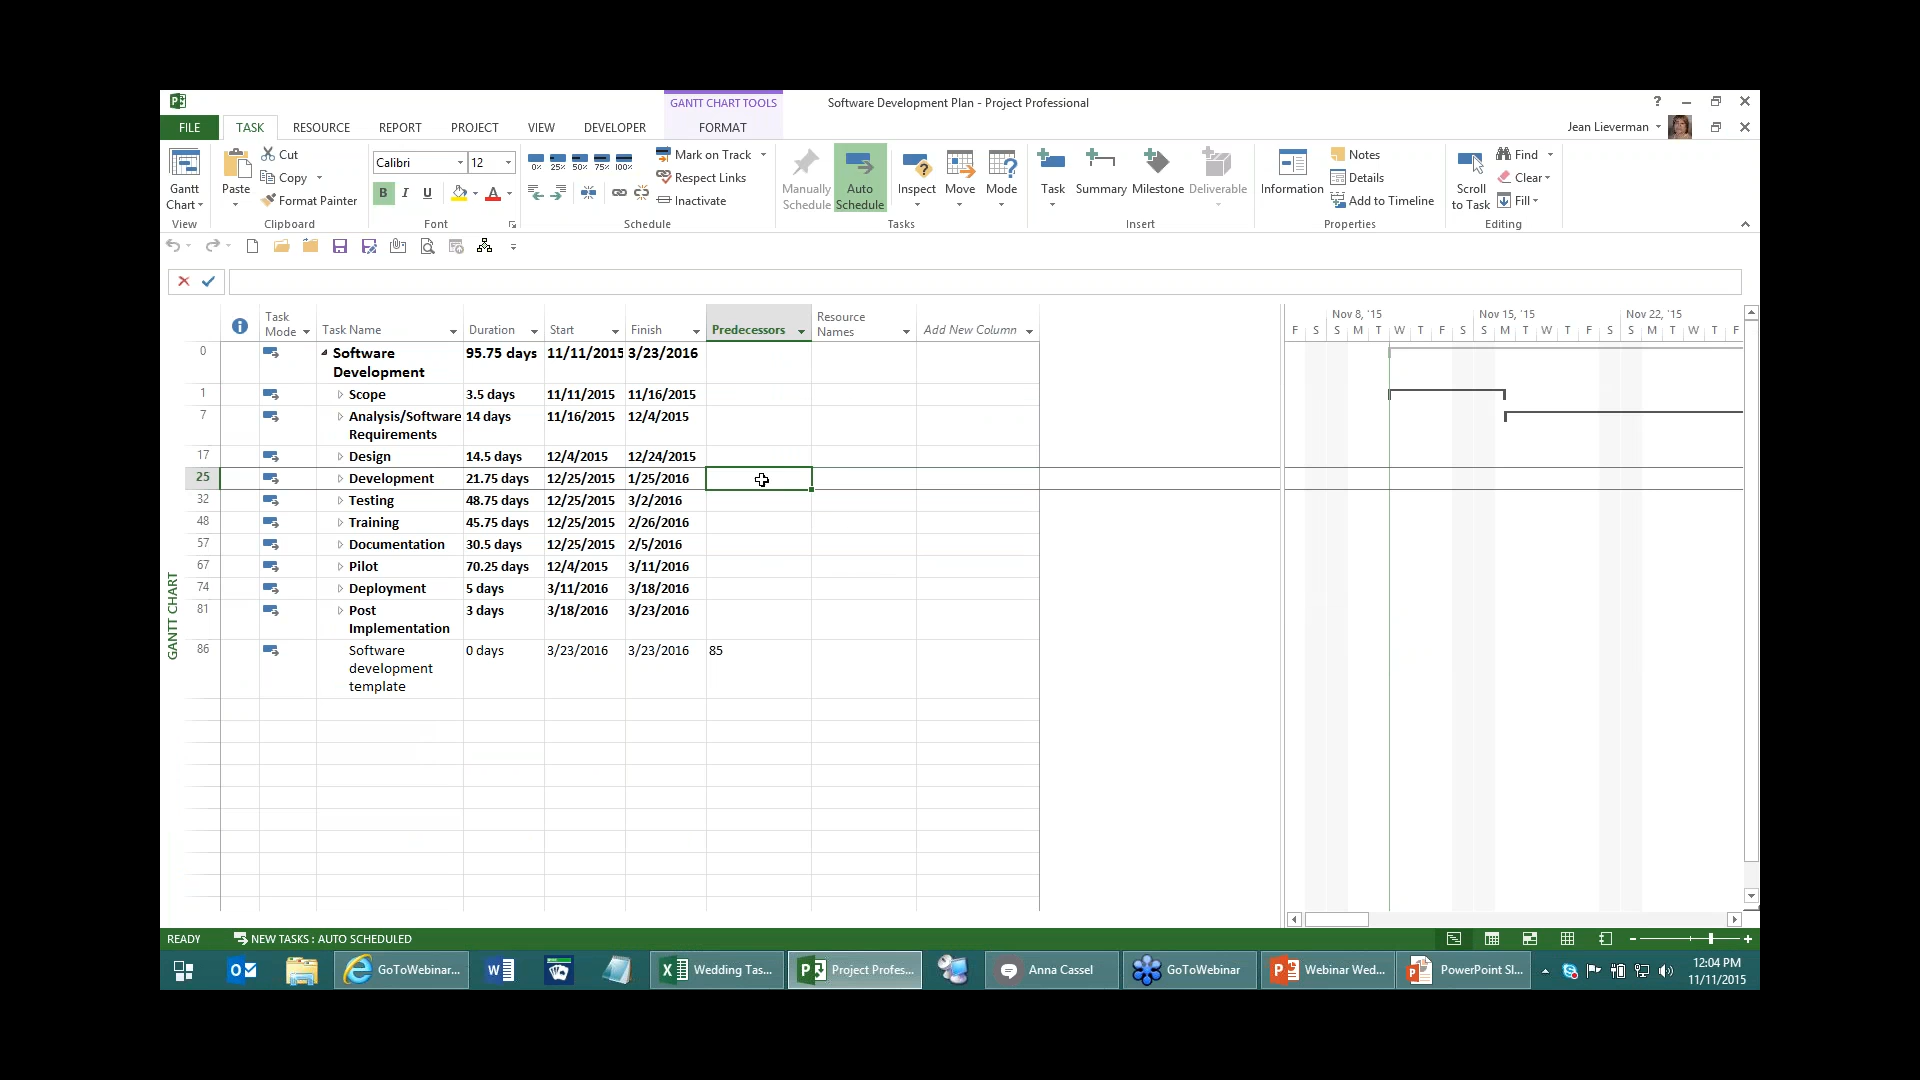 GANTT CHART TOOLS
Software Development Plan - Project Professional
?
FILE TASK RESOURCE REPORT PROJECT VIEW DEVELOPER FORMAT
Jean Lieverman
Gantt Chart
View
Paste
Cut
Copy
Format Painter
Clipboard
Calibri 12
B I U A
Font
0% 25% 50% 75% 100%
Mark on Track
Respect Links
Inactivate
Schedule
Manually Schedule
Auto Schedule
Inspect
Move
Mode
Tasks
Task
Summary
Milestone
Deliverable
Insert
Information
Notes
Details
Add to Timeline
Properties
Scroll to Task
Find
Clear
Fill
Editing
Task Mode Task Name Duration Start Finish Predecessors Resource Names Add New Column
Nov 8, '15 Nov 15, '15 Nov 22, '15
F S S M T W T F S S M T W T F S S M T W T F
0 Software Development 95.75 days 11/11/2015 3/23/2016
1 Scope 3.5 days 11/11/2015 11/16/2015
7 Analysis/Software Requirements 14 days 11/16/2015 12/4/2015
17 Design 14.5 days 12/4/2015 12/24/2015
25 Development 21.75 days 12/25/2015 1/25/2016
32 Testing 48.75 days 12/25/2015 3/2/2016
48 Training 45.75 days 12/25/2015 2/26/2016
57 Documentation 30.5 days 12/25/2015 2/5/2016
67 Pilot 70.25 days 12/4/2015 3/11/2016
74 Deployment 5 days 3/11/2016 3/18/2016
81 Post Implementation 3 days 3/18/2016 3/23/2016
86 Software development template 0 days 3/23/2016 3/23/2016 85
GANTT CHART
READY NEW TASKS : AUTO SCHEDULED
GoToWebinar... Wedding Tas... Project Profes... Anna Cassel GoToWebinar Webinar Wed... PowerPoint Sl...
12:04 PM
11/11/2015